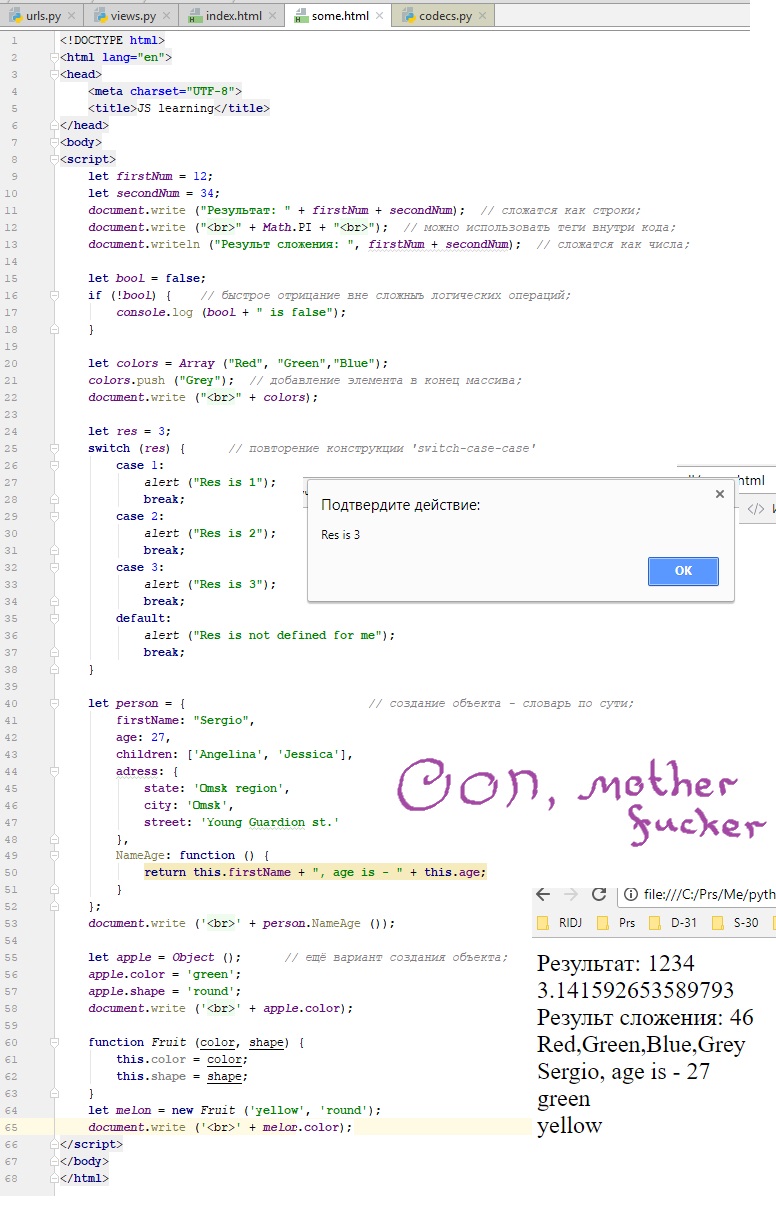 urls.py
views.py
index.html
some.html
codecs.py
1 <!DOCTYPE html>
2 <html lang="en">
3 <head>
4 <meta charset="UTF-8">
5 <title>JS learning</title>
6 </head>
7 <body>
8 <script>
9 let firstNum = 12;
10 let secondNum = 34;
11 document.write ("Результат: " + firstNum + secondNum); // сложатся как строки;
12 document.write ("<br>" + Math.PI + "<br>"); // можно использовать теги внутри кода;
13 document.writeln ("Результ сложения: ", firstNum + secondNum); // сложатся как числа;
14
15 let bool = false;
16 if (!bool) { // быстрое отрицание вне сложныь логических операций;
17 console.log (bool + " is false");
18 }
19
20 let colors = Array ("Red", "Green","Blue");
21 colors.push ("Grey"); // добавление элемента в конец массива;
22 document.write ("<br>" + colors);
23
24 let res = 3;
25 switch (res) { // повторение конструкции 'switch-case-case'
26 case 1:
27 alert ("Res is 1");
28 break;
29 case 2:
30 alert ("Res is 2");
31 break;
32 case 3:
33 alert ("Res is 3");
34 break;
35 default:
36 alert ("Res is not defined for me");
37 break;
38 }
39
40 let person = { // создание объекта - словарь по сути;
41 firstName: "Sergio",
42 age: 27,
43 children: ['Angelina', 'Jessica'],
44 adress: {
45 state: 'Omsk region',
46 city: 'Omsk',
47 street: 'Young Guardion st.'
48 },
49 NameAge: function () {
50 return this.firstName + ", age is - " + this.age;
51 }
52 };
53 document.write ('<br>' + person.NameAge ());
54
55 let apple = Object (); // ещё вариант создания объекта;
56 apple.color = 'green';
57 apple.shape = 'round';
58 document.write ('<br>' + apple.color);
59
60 function Fruit (color, shape) {
61 this.color = color;
62 this.shape = shape;
63 }
64 let melon = new Fruit ('yellow', 'round');
65 document.write ('<br>' + melon.color);
66 </script>
67 </body>
68 </html>
html
Подтвердите действие:
Res is 3
OK
ООП, mother
fucker
file:///C:/Prs/Me/pyth
RIDJ Prs D-31 S-30
Результат: 1234
3.141592653589793
Результ сложения: 46
Red,Green,Blue,Grey
Sergio, age is - 27
green
yellow